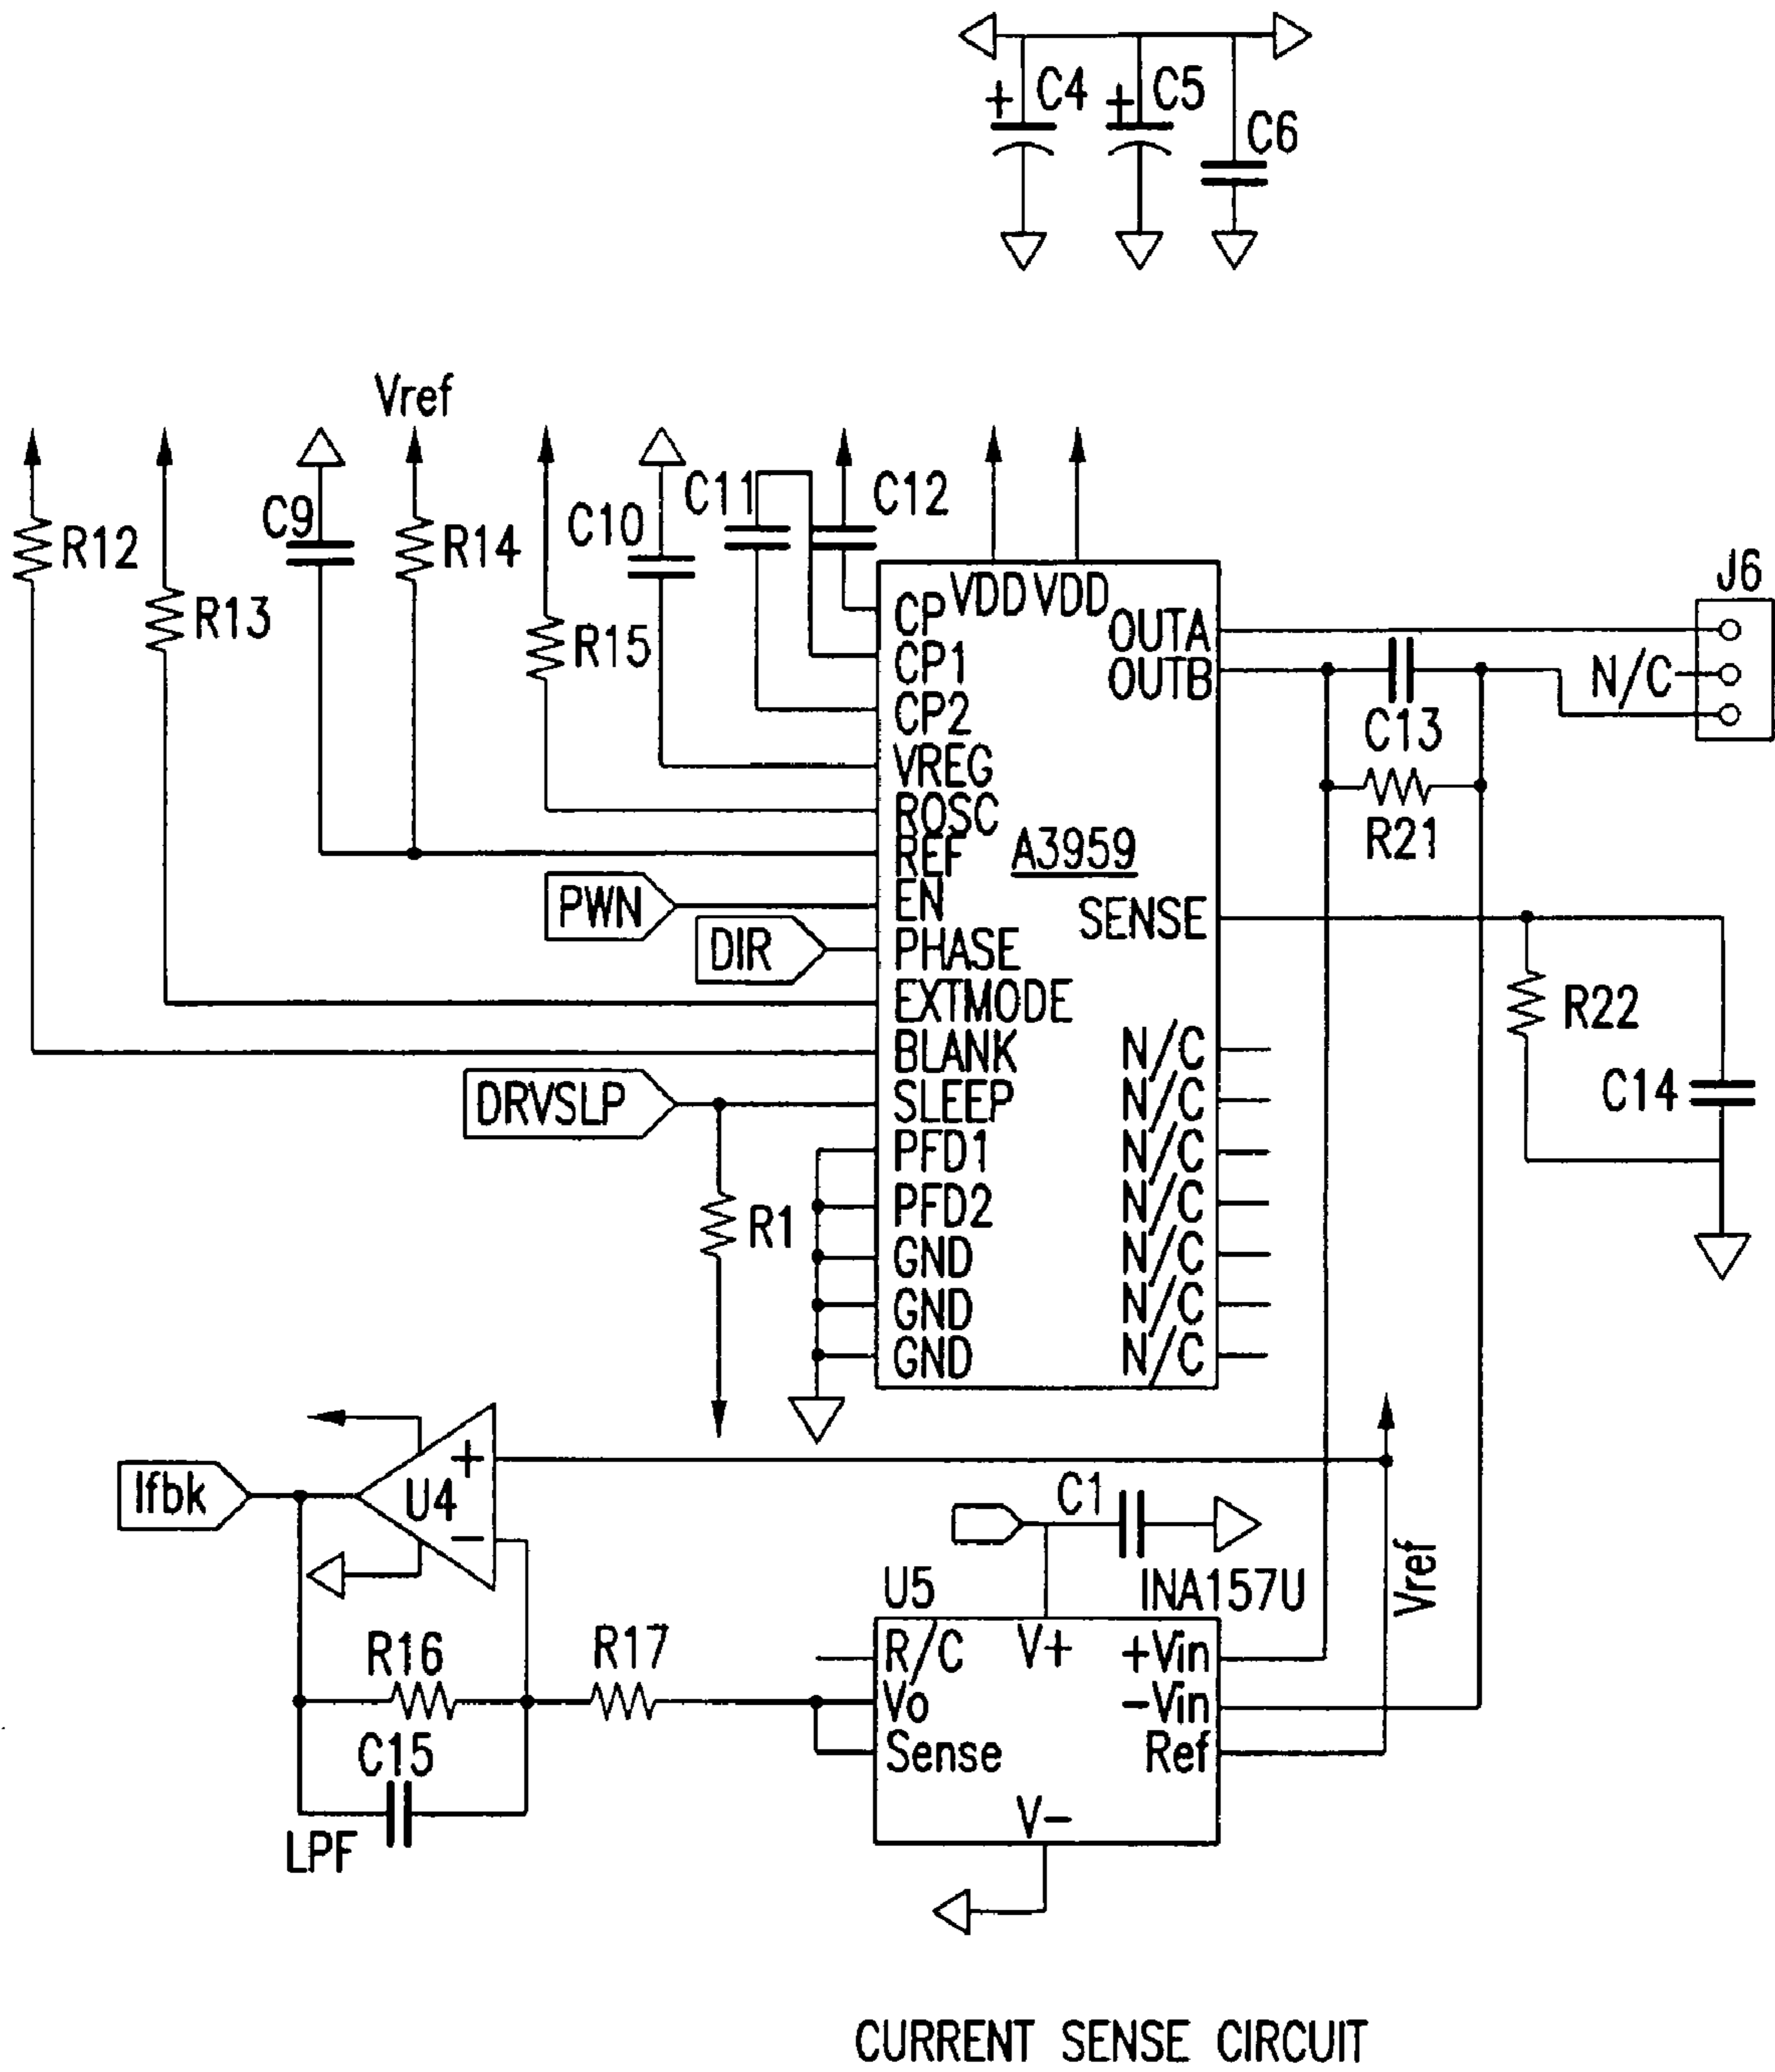 + C4
+ C5
C6
Vref
R12
R13
C9
R14
R15
C10
C11
C12
J6
VDD VDD
CP
CP1
CP2
VREG
ROSC
REF
EN
PHASE
EXTMODE
BLANK
SLEEP
PFD1
PFD2
GND
GND
GND
A3959
OUTA
OUTB
SENSE
N/C
N/C
N/C
N/C
N/C
N/C
N/C
N/C
C13
R21
R22
C14
PWN
DIR
DRVSLP
R1
Ifbk
U4
+
-
C1
Vref
U5
INA157U
R/C
V+
+Vin
Vo
-Vin
Sense
Ref
V-
R16
R17
C15
LPF
CURRENT SENSE CIRCUIT